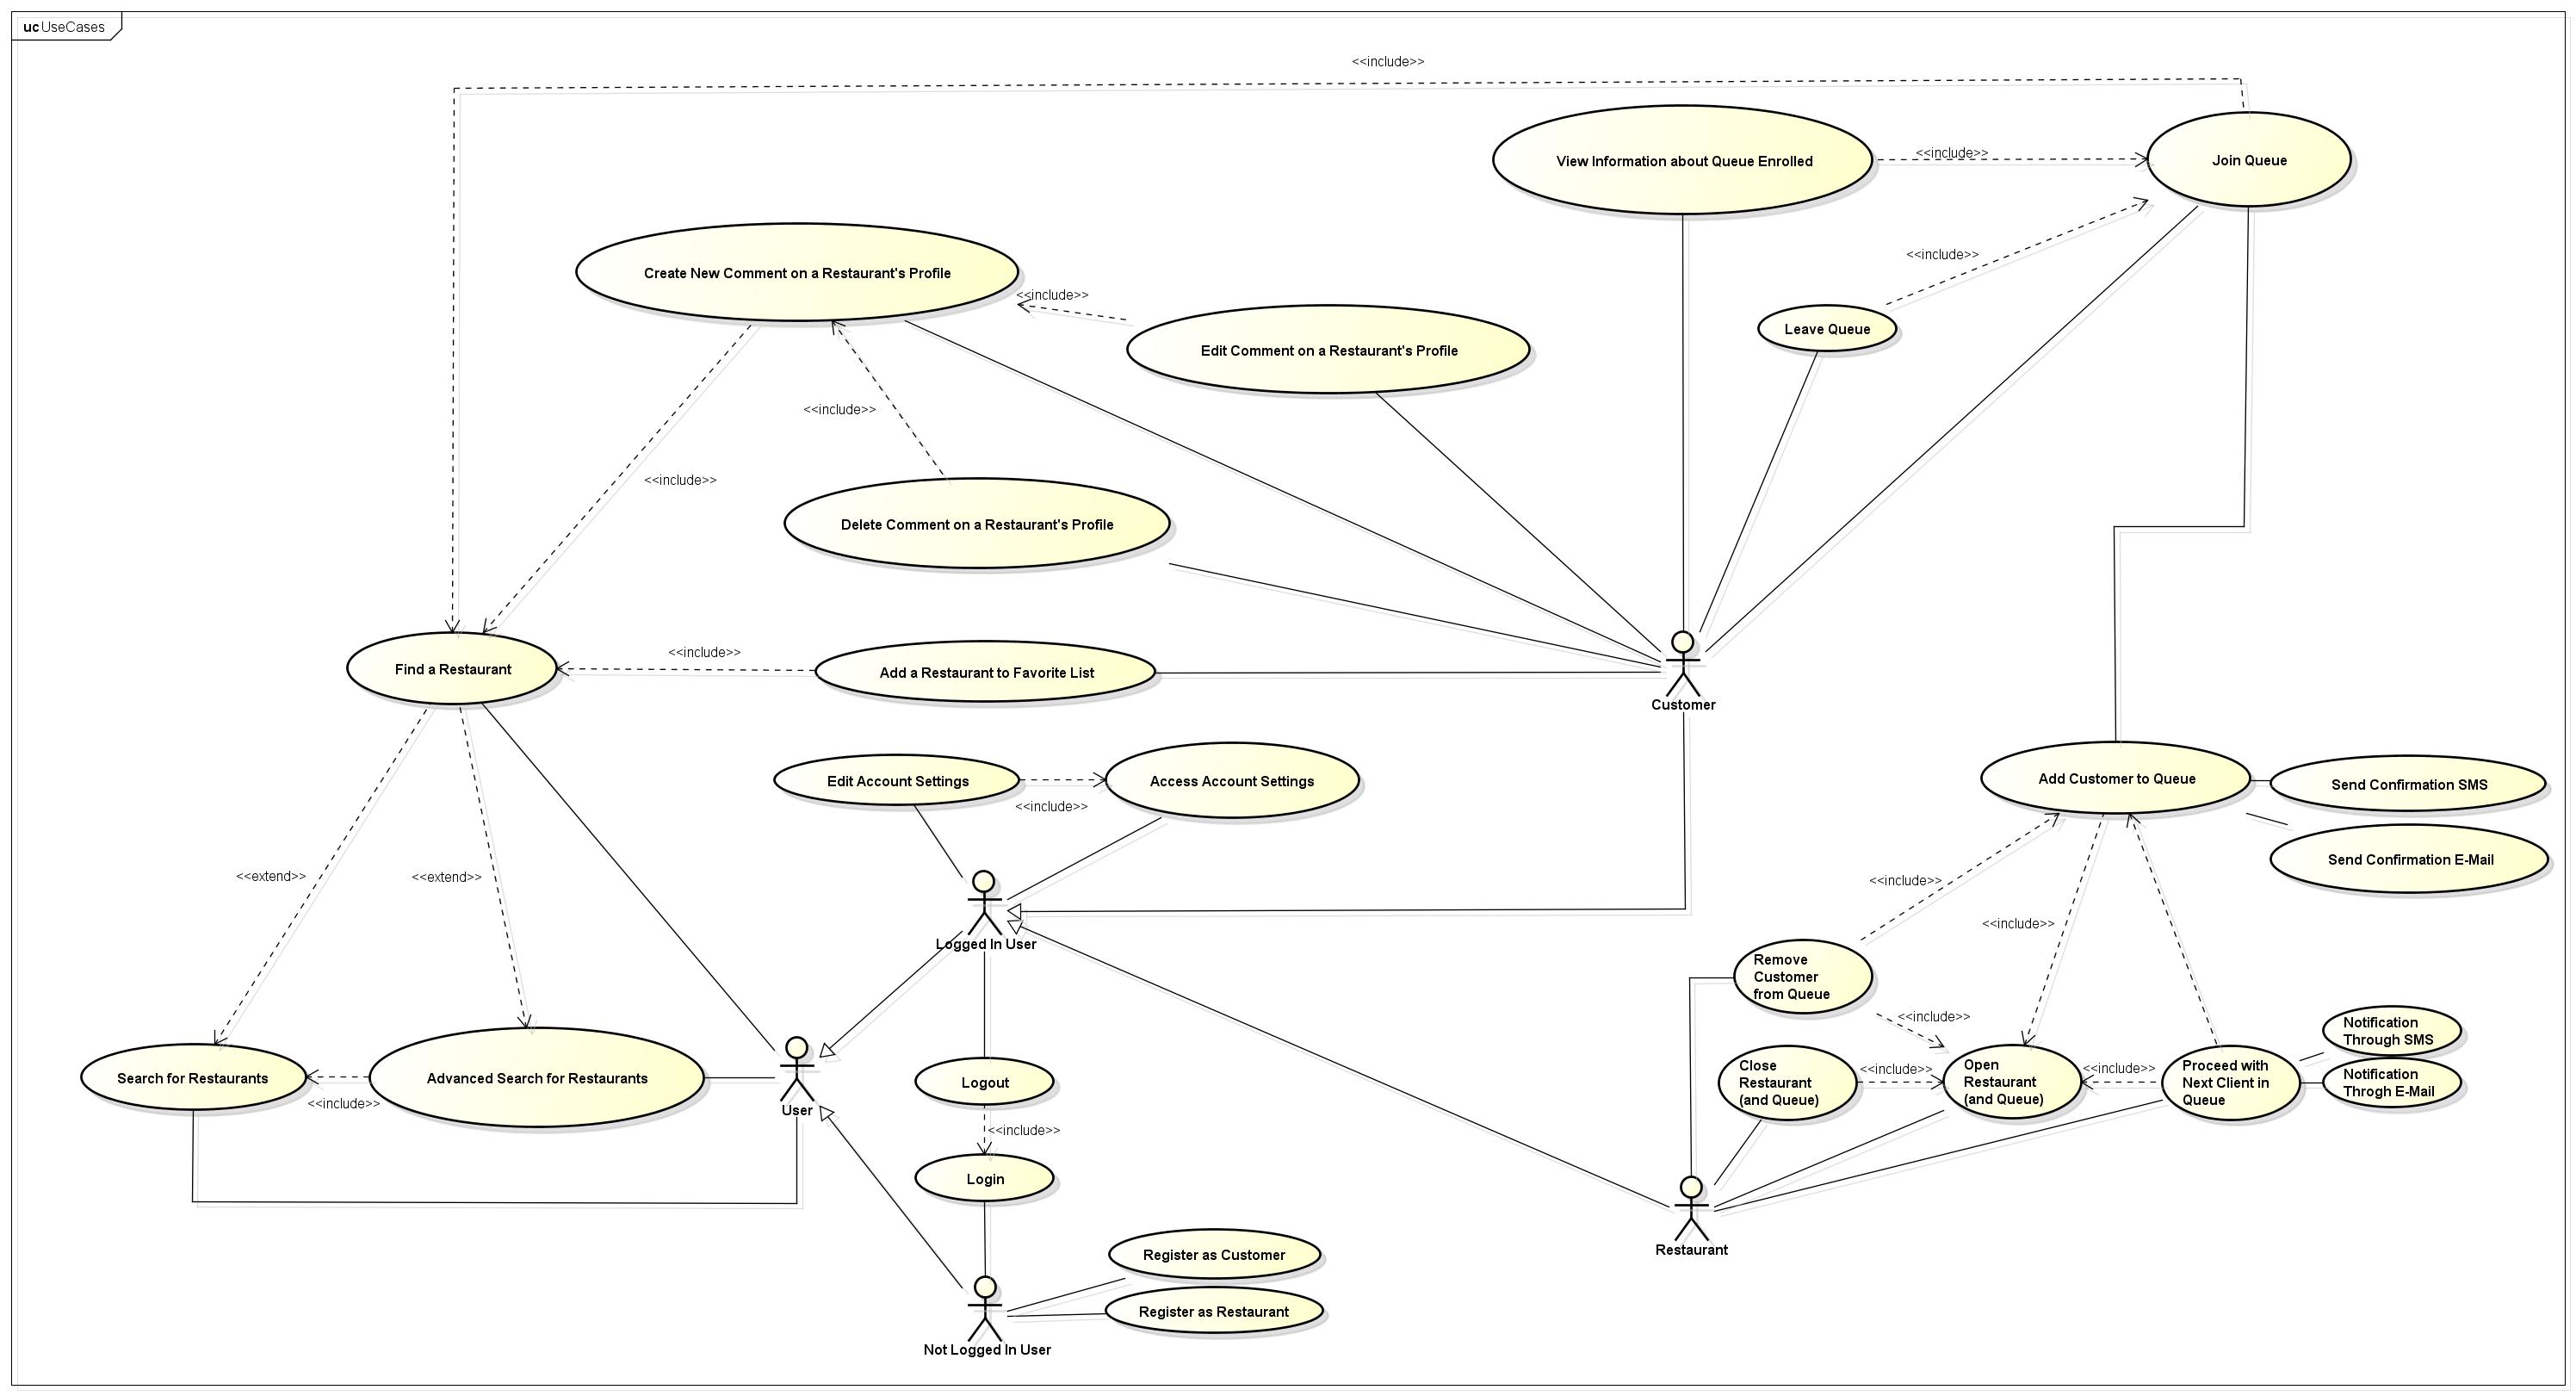 uc UseCases
<<include>>
View Information about Queue Enrolled
<<include>>
Join Queue
Create New Comment on a Restaurant's Profile
<<include>>
<<include>>
Leave Queue
Edit Comment on a Restaurant's Profile
<<include>>
<<include>>
Delete Comment on a Restaurant's Profile
Find a Restaurant
<<include>>
Add a Restaurant to Favorite List
Customer
Edit Account Settings
<<include>>
Access Account Settings
Add Customer to Queue
Send Confirmation SMS
Send Confirmation E-Mail
<<extend>>
<<extend>>
<<include>>
<<include>>
Logged In User
Remove
Customer
from Queue
<<include>>
Search for Restaurants
<<include>>
Advanced Search for Restaurants
User
Logout
<<include>>
Login
Close
Restaurant
(and Queue)
<<include>>
Open
Restaurant
(and Queue)
<<include>>
Proceed with
Next Client in
Queue
Notification
Through SMS
Notification
Throgh E-Mail
Restaurant
Register as Customer
Register as Restaurant
Not Logged In User